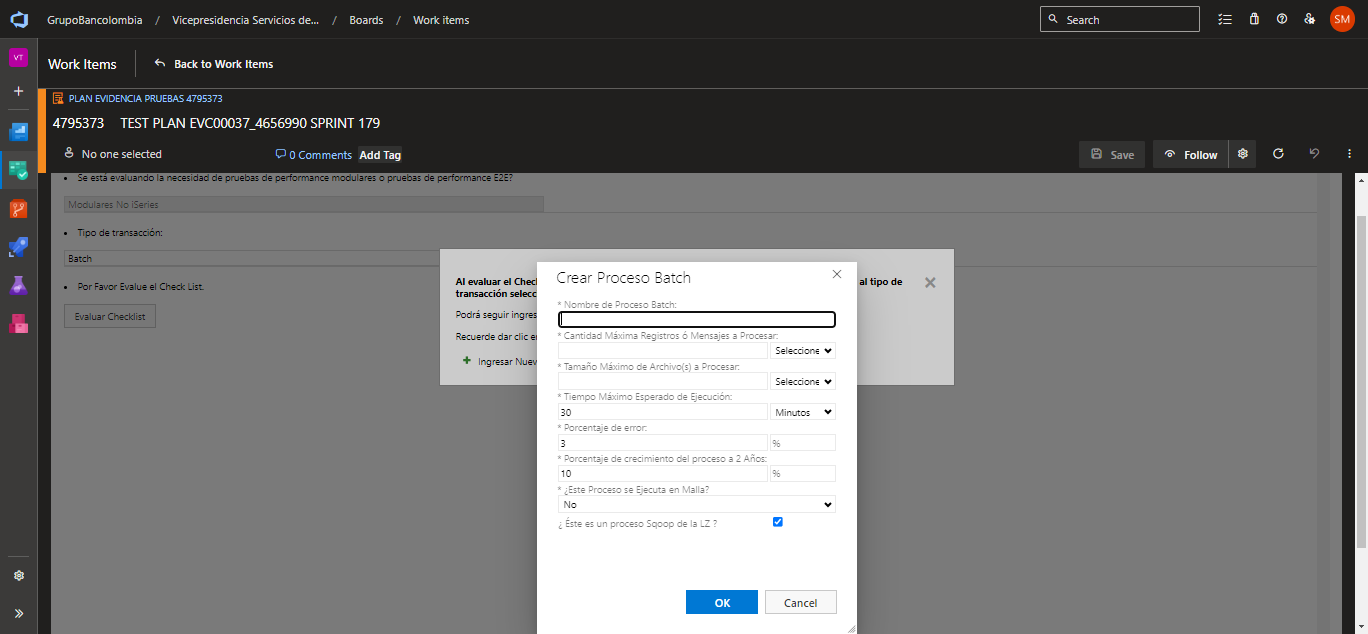 GrupoBancolombia / Vicepresidencia Servicios de... / Boards / Work items
Search
SM
VT
Work Items
Back to Work Items
PLAN EVIDENCIA PRUEBAS 4795373
4795373 TEST PLAN EVC00037_4656990 SPRINT 179
No one selected
0 Comments
Add Tag
Save
Follow
• Se está evaluando la necesidad de pruebas de performance modulares o pruebas de performance E2E?
Modulares No iSeries
• Tipo de transacción:
Batch
• Por Favor Evalue el Check List.
Evaluar Checklist
Al evaluar el Check
al tipo de
transacción selecc
Podrá seguir ingres
Recuerde dar clic e
Ingresar Nuev
Crear Proceso Batch
* Nombre de Proceso Batch:
* Cantidad Máxima Registros ó Mensajes a Procesar:
Seleccione
* Tamaño Máximo de Archivo(s) a Procesar:
Seleccione
* Tiempo Máximo Esperado de Ejecución:
30 Minutos
* Porcentaje de error:
3 %
* Porcentaje de crecimiento del proceso a 2 Años:
10 %
* ¿Este Proceso se Ejecuta en Malla?
No
¿ Éste es un proceso Sqoop de la LZ ?
OK
Cancel